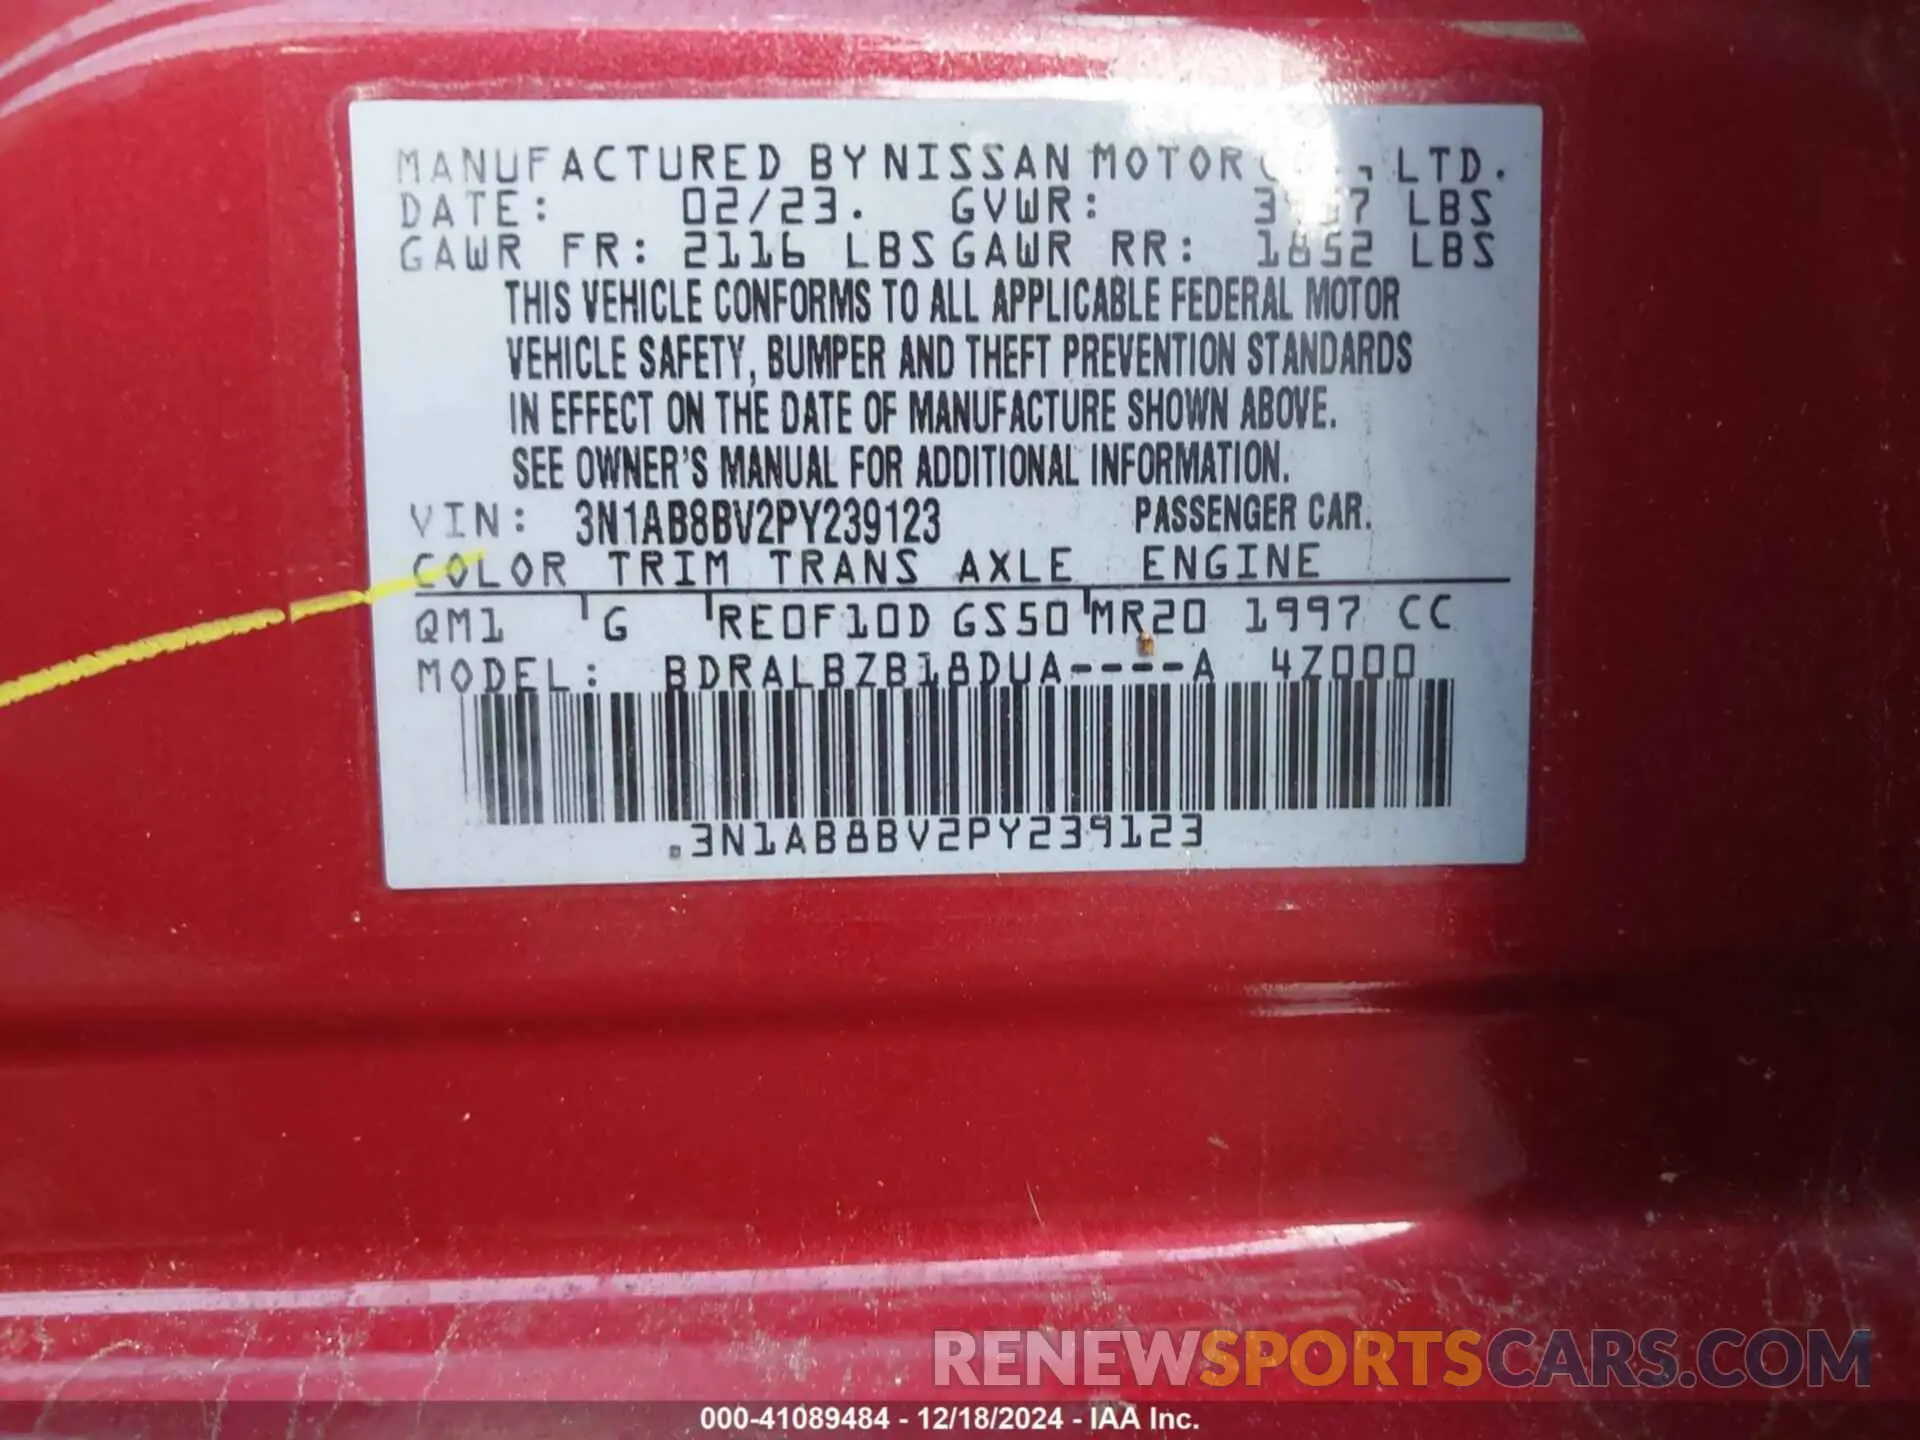 MANUFACTURED BY NISSAN MOTOR LTD.
DATE: 02/23. GVWR: LBS
GAWR FR: 2116 LBS GAWR RR: 1852 LBS
THIS VEHICLE CONFORMS TO ALL APPLICABLE FEDERAL MOTOR
VEHICLE SAFETY, BUMPER AND THEFT PREVENTION STANDARDS
IN EFFECT ON THE DATE OF MANUFACTURE SHOWN ABOVE.
SEE OWNER'S MANUAL FOR ADDITIONAL INFORMATION.
VIN: 3N1AB8BV2PY239123 PASSENGER CAR.
COLOR TRIM TRANS AXLE ENGINE
QM1 G RE0F10D GS50 MR20 1997 CC
MODEL: BDRALBZB18DUA----A 4Z000
3N1AB8BV2PY239123
RENEWSPORTSCARS.COM
000-41089484 - 12/18/2024 - IAA Inc.